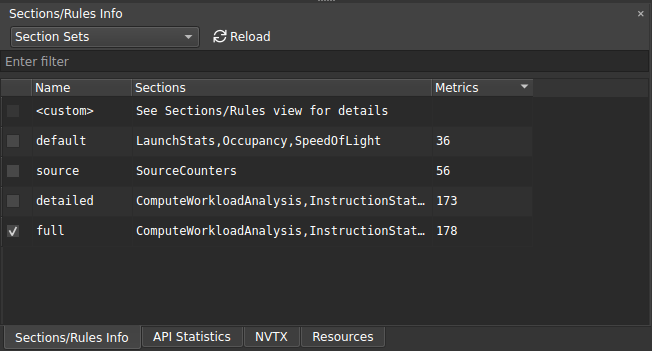 Sections/Rules Info
Section Sets Reload
Enter filter
Name Sections Metrics
<custom> See Sections/Rules view for details
default LaunchStats,Occupancy,SpeedOfLight 36
source SourceCounters 56
detailed ComputeWorkloadAnalysis,InstructionStat… 173
full ComputeWorkloadAnalysis,InstructionStat… 178
Sections/Rules Info API Statistics NVTX Resources